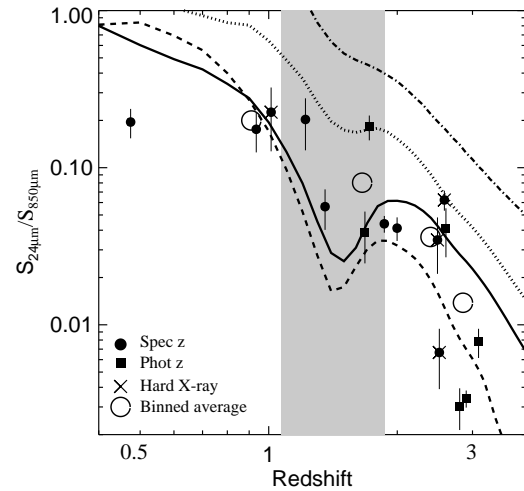 1.00
0.10
0.01
S24μm/S850μm
Spec z
Phot z
Hard X-ray
Binned average
0.5
1
3
Redshift